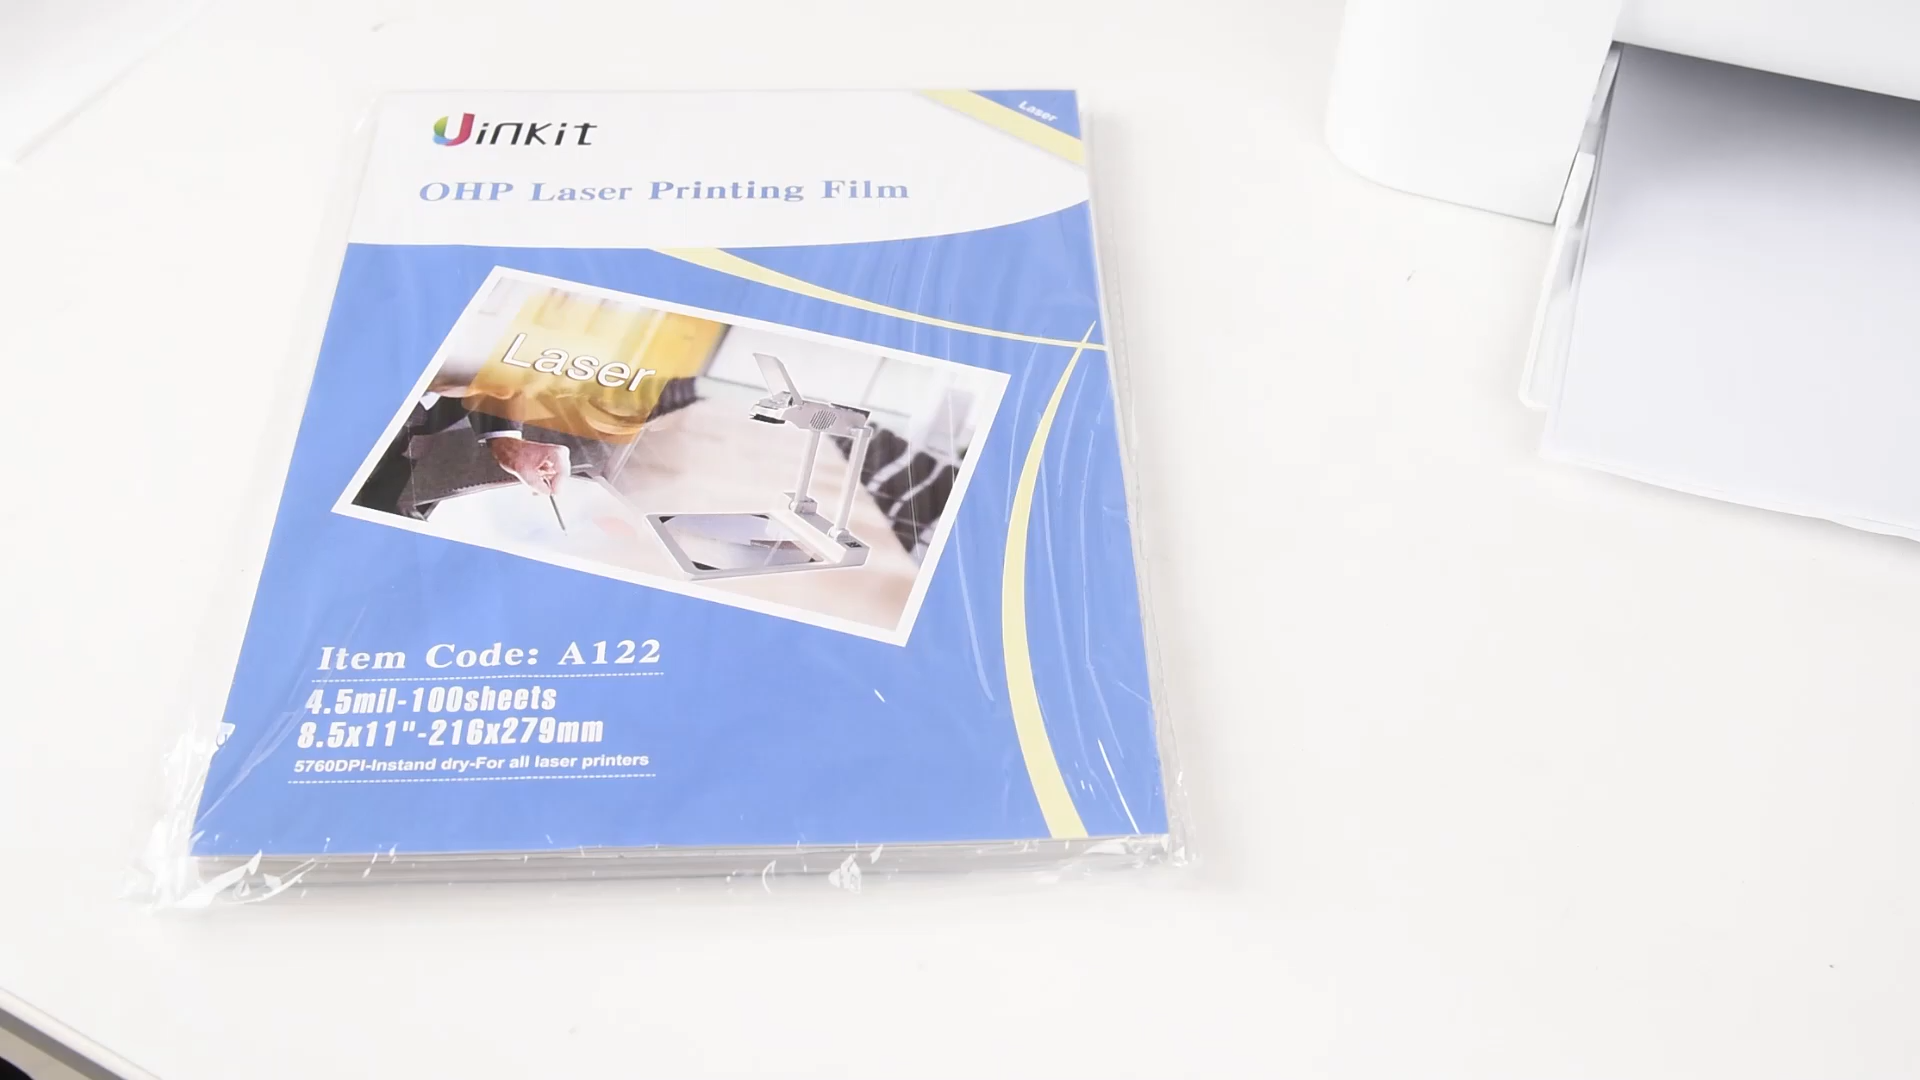 Uinkit
Laser
OHP Laser Printing Film
Laser
Item Code: A122
4.5mil-100sheets
8.5x11"-216x279mm
5760DPI-Instand dry-For all laser printers